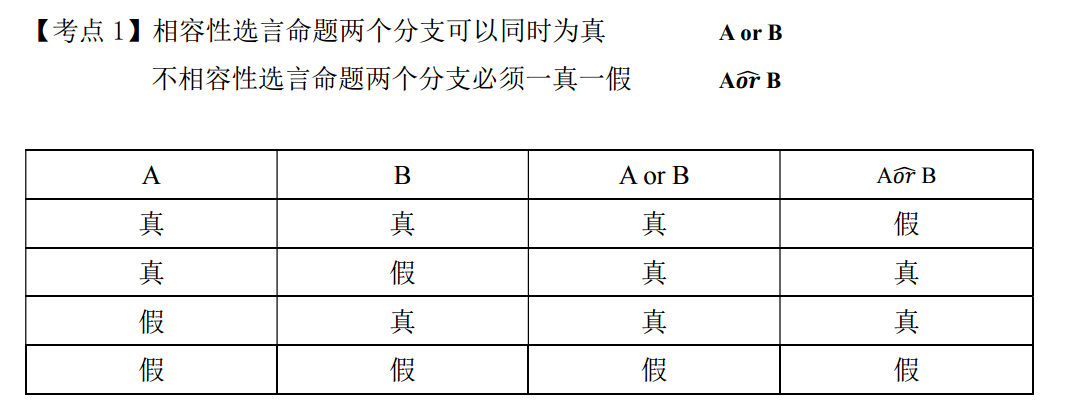 【考点 1】相容性选言命题两个分支可以同时为真 A or B
不相容性选言命题两个分支必须一真一假 A\widehat{or} B
A B A or B A\widehat{or} B
真 真 真 假
真 假 真 真
假 真 真 真
假 假 假 假